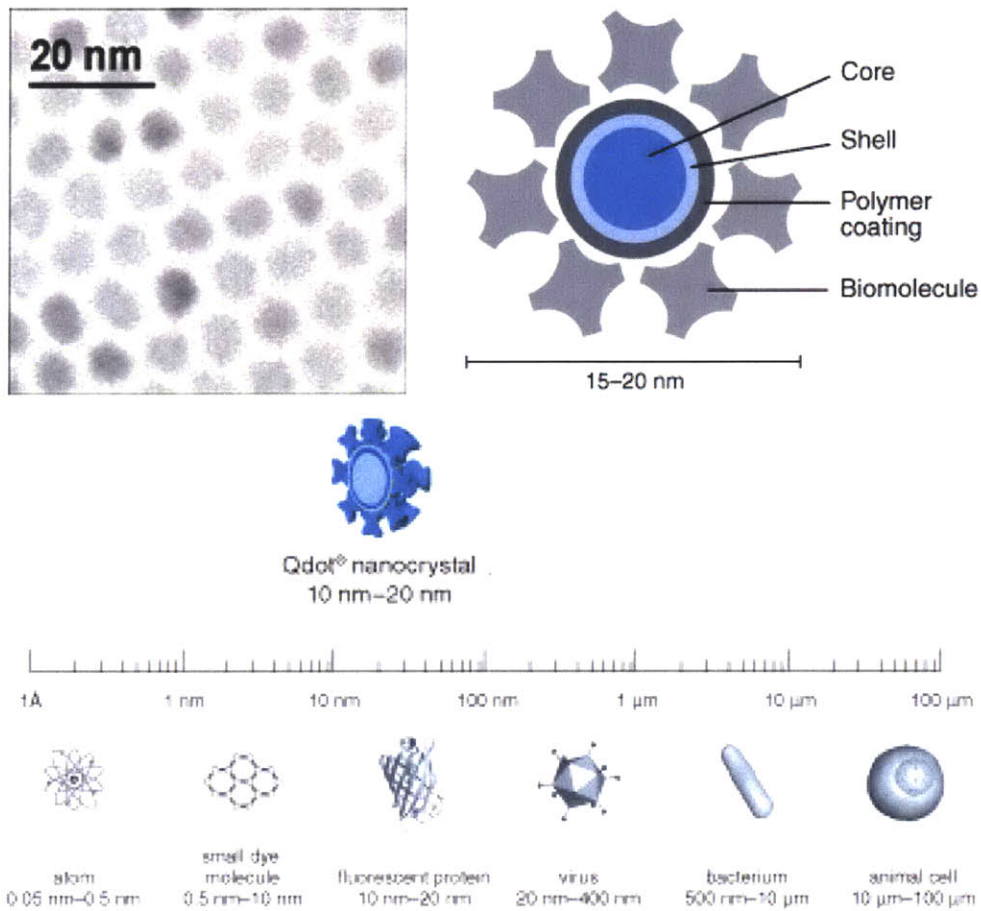 20 nm
Core
Shell
Polymer
coating
Biomolecule
15–20 nm
Qdot® nanocrystal
10 nm–20 nm
1Å 1 nm 10 nm 100 nm 1 µm 10 µm 100 µm
atom
0.05 nm–0.5 nm
small dye
molecule
0.5 nm–10 nm
fluorescent protein
10 nm–20 nm
virus
20 nm–400 nm
bacterium
500 nm–10 µm
animal cell
10 µm–100 µm